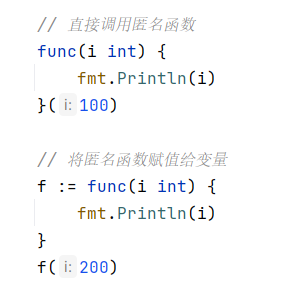 // 直接调用匿名函数
func(i int) {
    fmt.Println(i)
}( i: 100)

// 将匿名函数赋值给变量
f := func(i int) {
    fmt.Println(i)
}
f( i: 200)